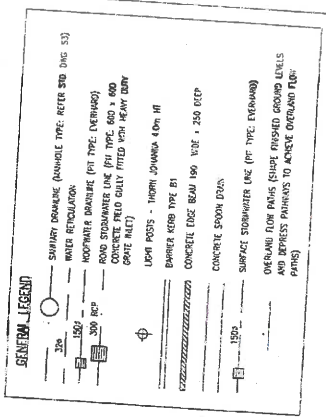 GENERAL LEGEND
SANITARY DRAINLINE (MANHOLE TYPE: REFER STD DWG S3)
32ø WATER RETICULATION
150ø ROOFWATER DRAINLINE (PIT TYPE: EVERHARD)
300 RCP ROAD STORMWATER LINE (PIT TYPE: 600 x 600
CONCRETE FIELD GULLY FITTED WITH HEAVY DUTY
GRATE INLET)
LIGHT POSTS - THORN JOHANNA 4.0m HT
BARRIER KERB TYPE B1
CONCRETE EDGE BEAM 190 WIDE x 250 DEEP
CONCRETE SPOON DRAIN
150ø SURFACE STORMWATER LINE (PIT TYPE: EVERHARD)
OVERLAND FLOW PATHS (SHAPE FINISHED GROUND LEVELS
AND DEPRESS PATHWAYS TO ACHIEVE OVERLAND FLOW
PATHS)